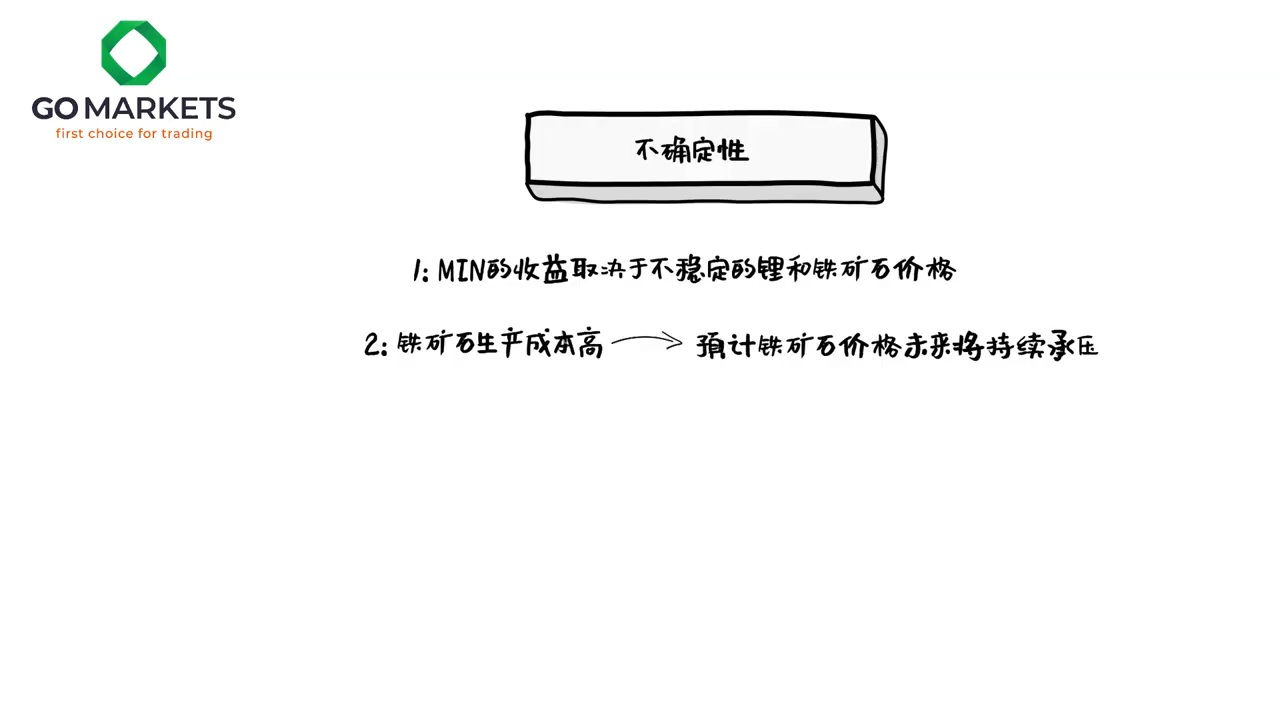 GO MARKETS
first choice for trading
不确定性
1: MIN的收益取决于不稳定的锂和铁矿石价格
2: 铁矿石生产成本高 → 预计铁矿石价格未来将持续承压